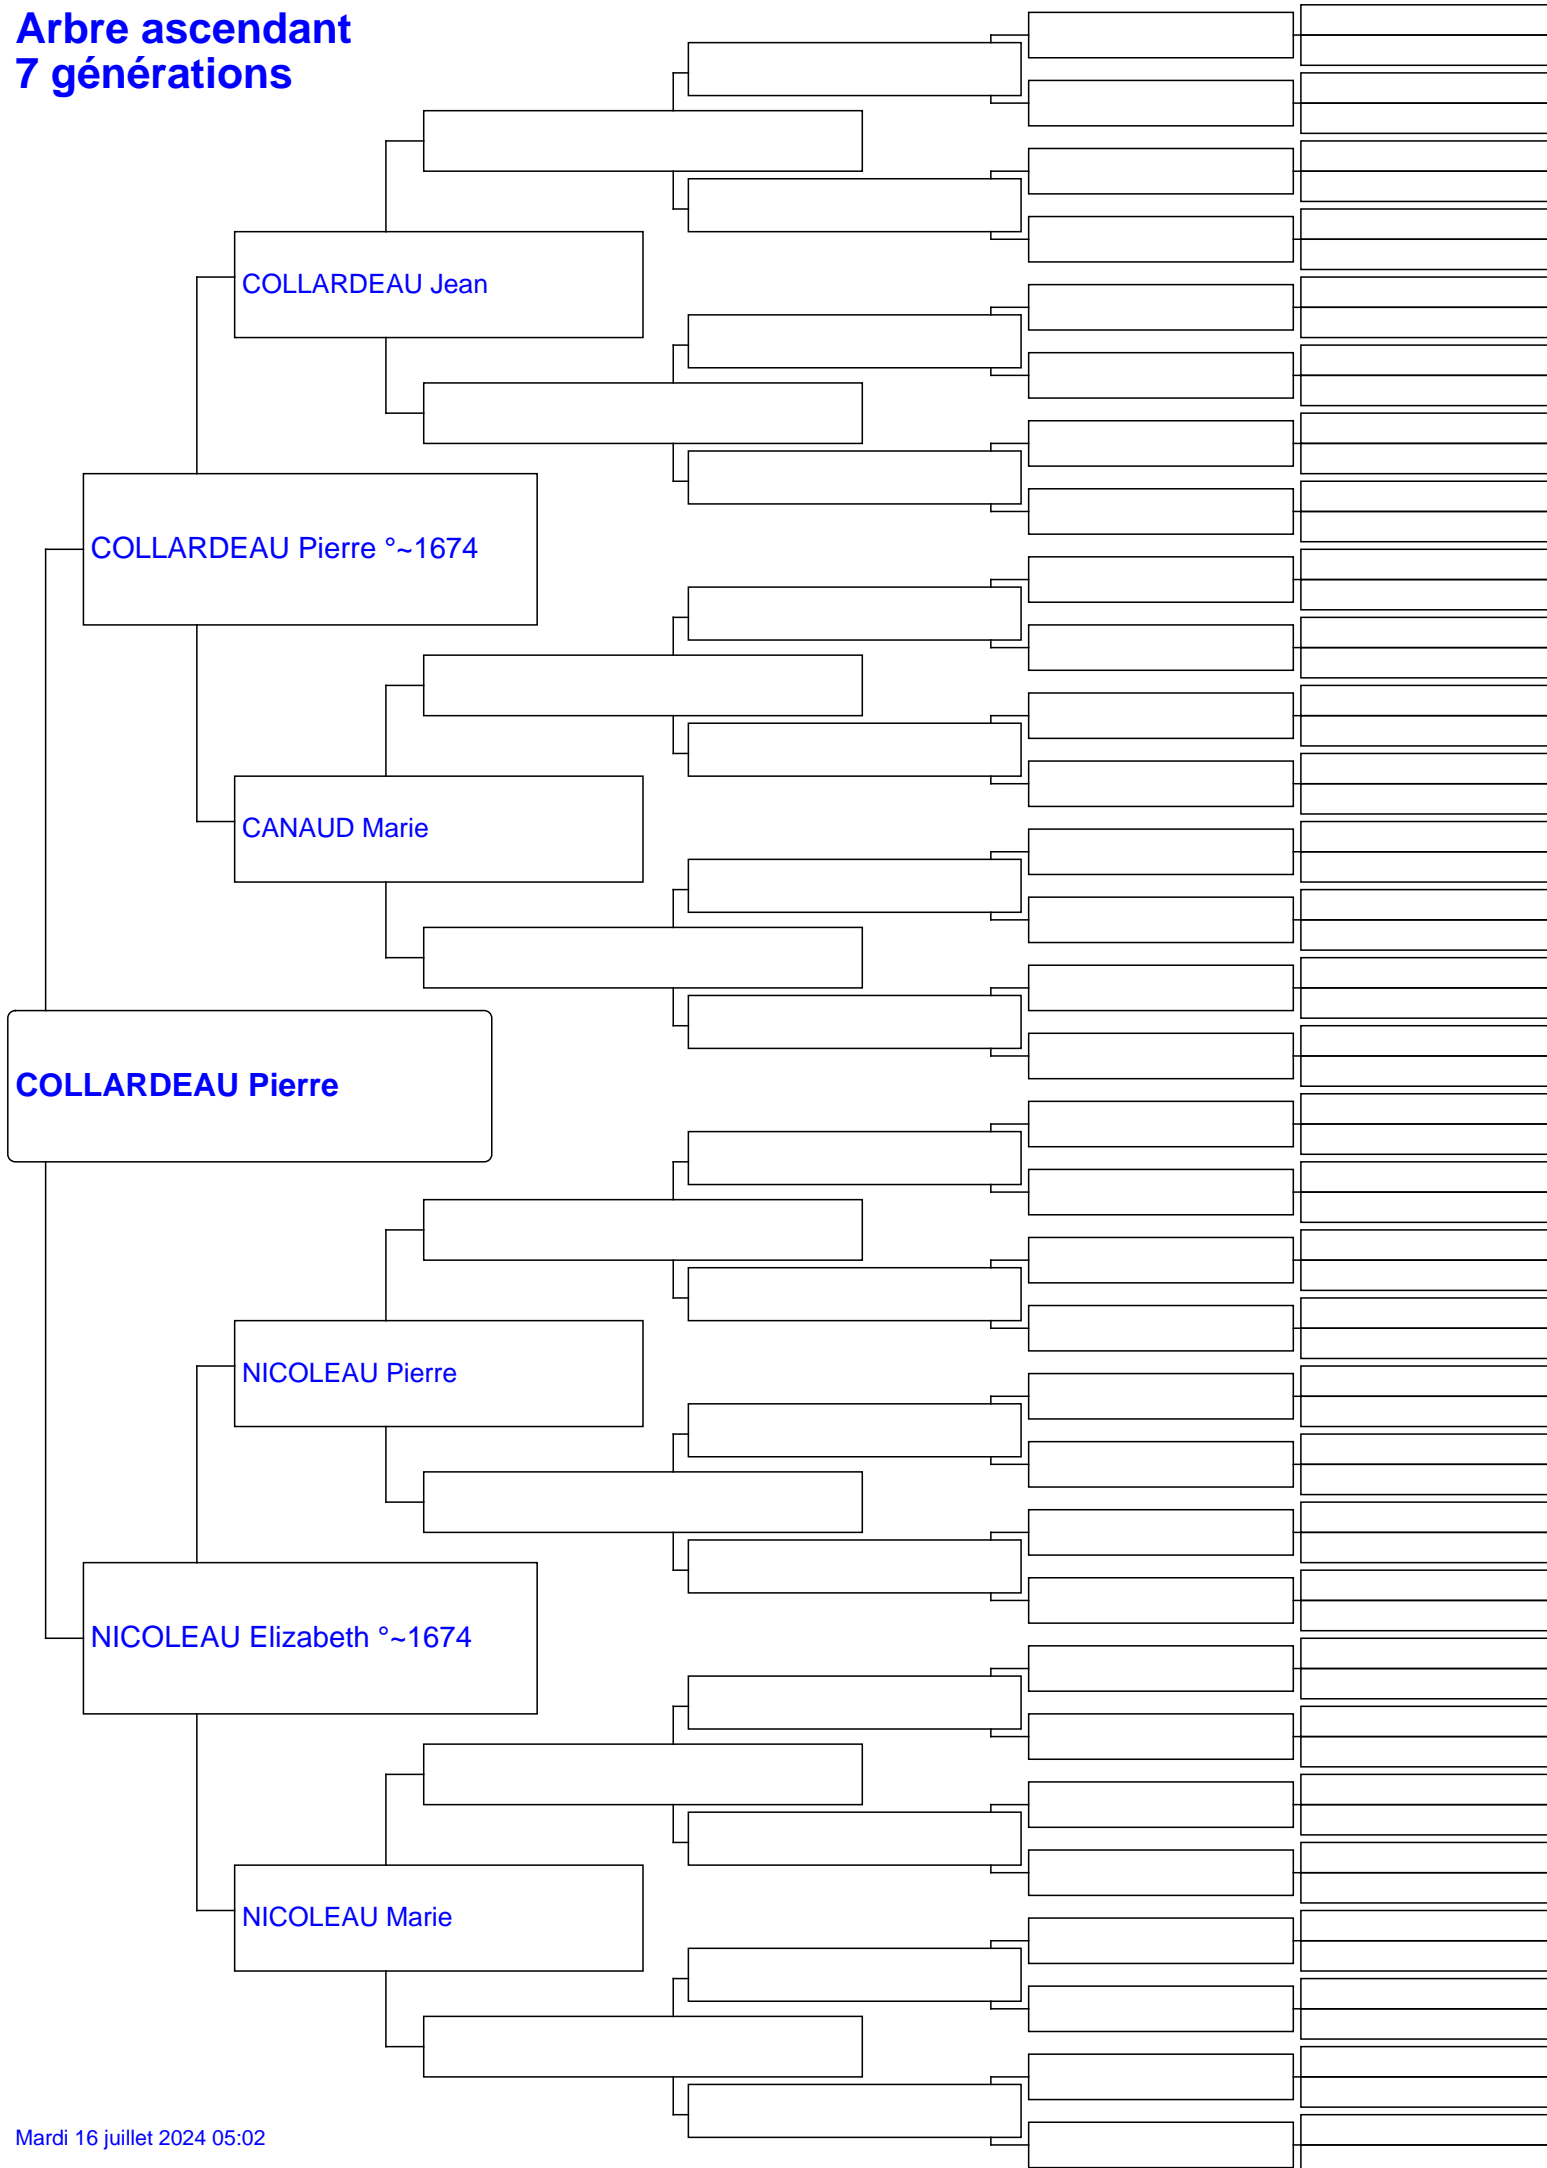 Arbre ascendant
7 générations
COLLARDEAU Jean
COLLARDEAU Pierre °~1674
CANAUD Marie
COLLARDEAU Pierre
NICOLEAU Pierre
NICOLEAU Elizabeth °~1674
NICOLEAU Marie
Mardi 16 juillet 2024 05:02